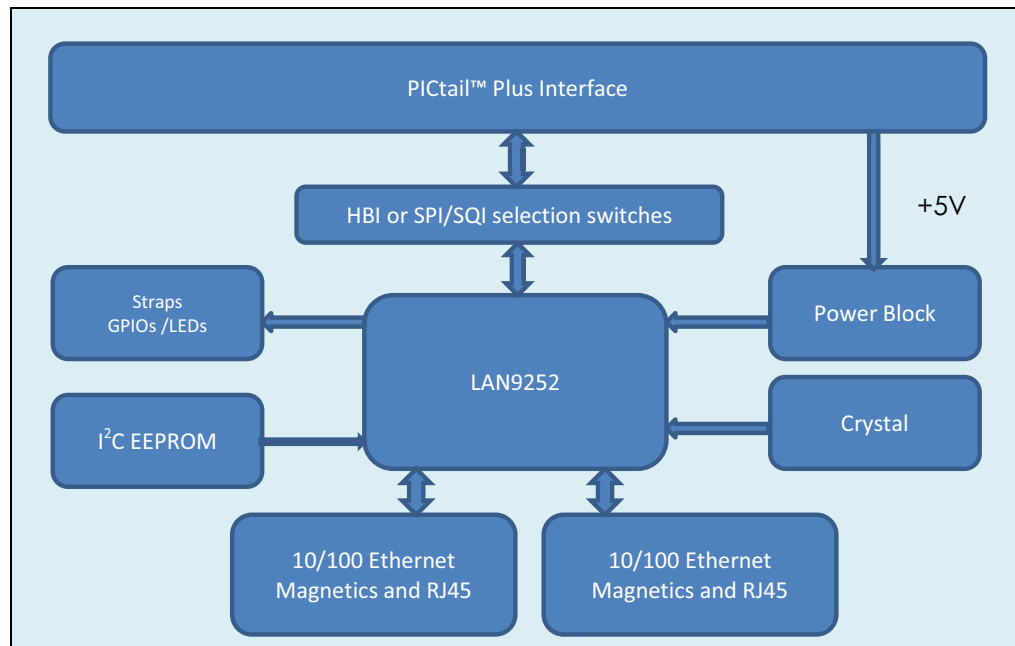 PICtail™ Plus Interface
HBI or SPI/SQI selection switches
+5V
Straps
GPIOs /LEDs
Power Block
LAN9252
I²C EEPROM
Crystal
10/100 Ethernet
Magnetics and RJ45
10/100 Ethernet
Magnetics and RJ45